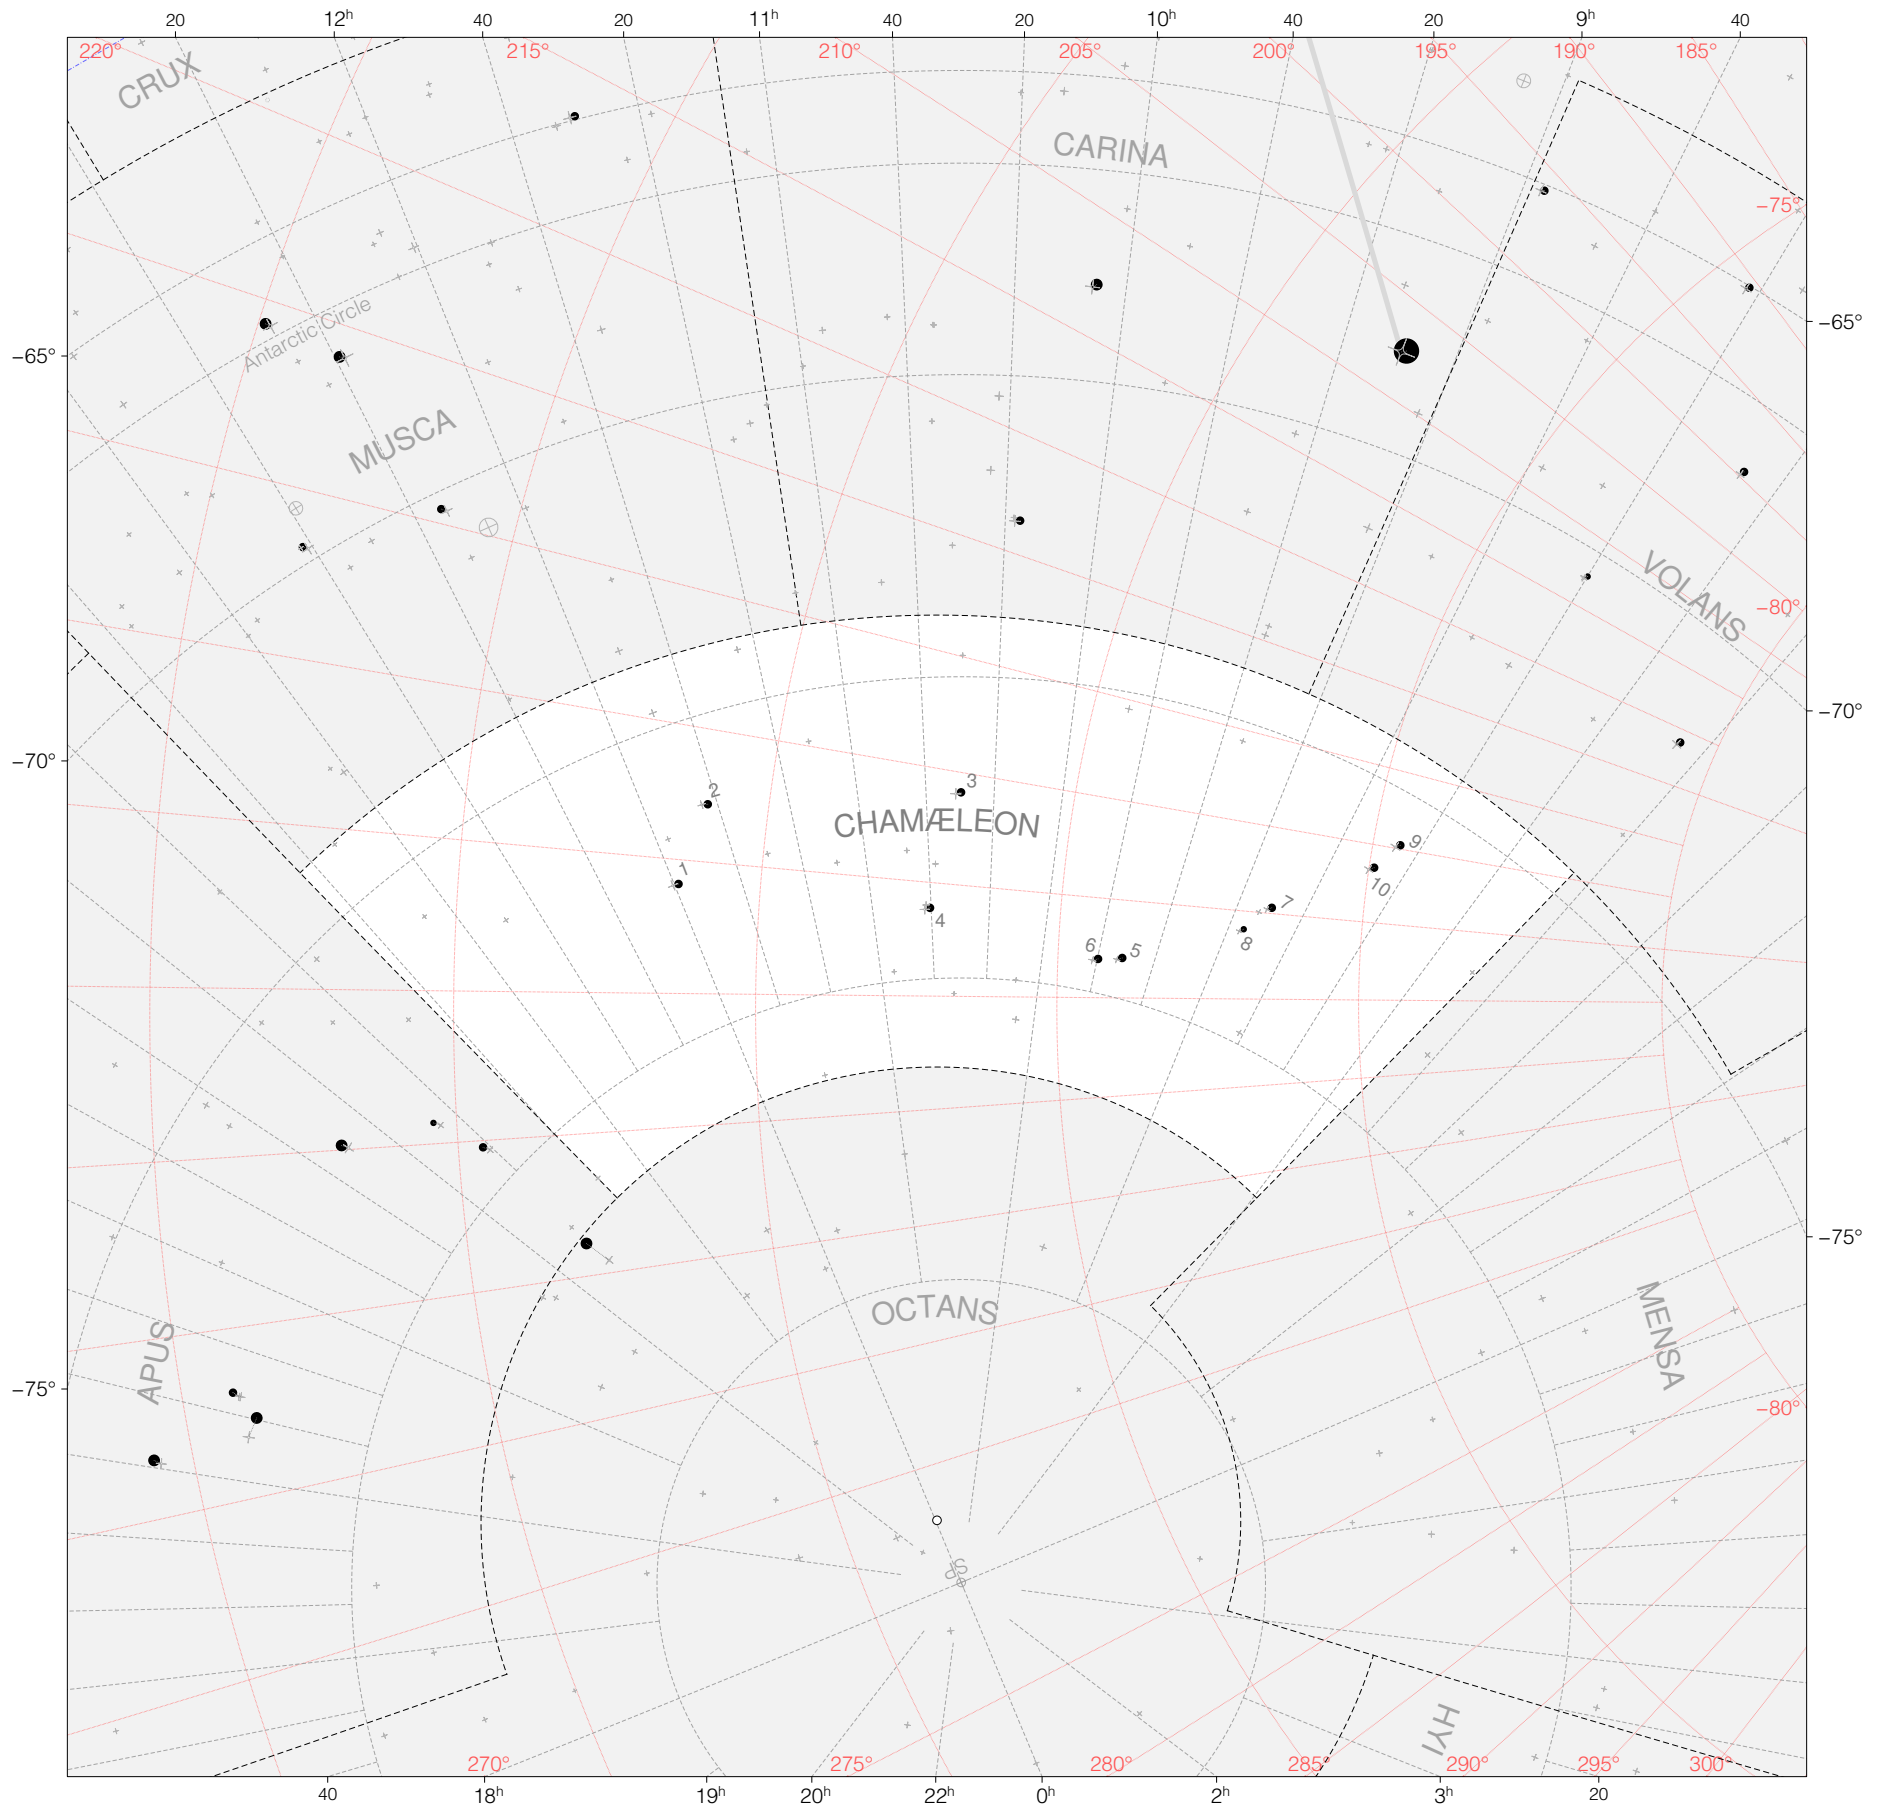 20 12h 40 20 11h 40 20 10h 40 20 9h 40
220° 215° 210° 205° 200° 195° 190° 185°
CRUX
CARINA
−75°
Antarctic Circle
−65° −65°
MUSCA
VOLANS
−80°
−70° −70°
2 3
CHAMÆLEON
9
1 10
7
4
6 5 8
−75°
OCTANS
MENSA
APUS
−75°
−80°
SP
HYI
270° 275° 280° 285° 290° 295° 300°
40 18h 19h 20h 22h 0h 2h 3h 20